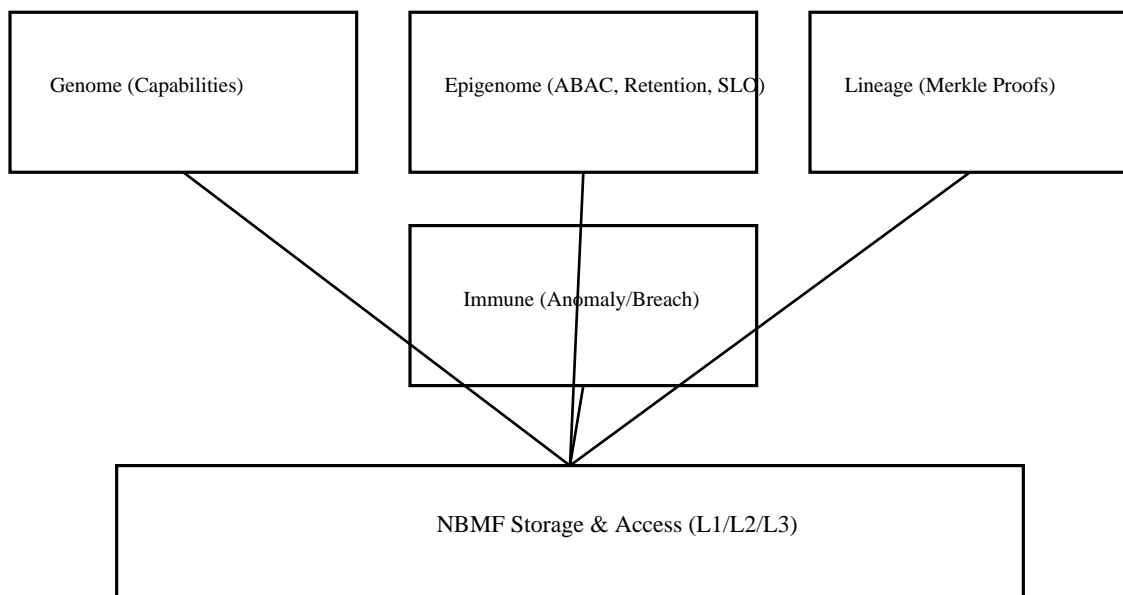 Genome (Capabilities)
Epigenome (ABAC, Retention, SLO)
Lineage (Merkle Proofs)
Immune (Anomaly/Breach)
NBMF Storage & Access (L1/L2/L3)